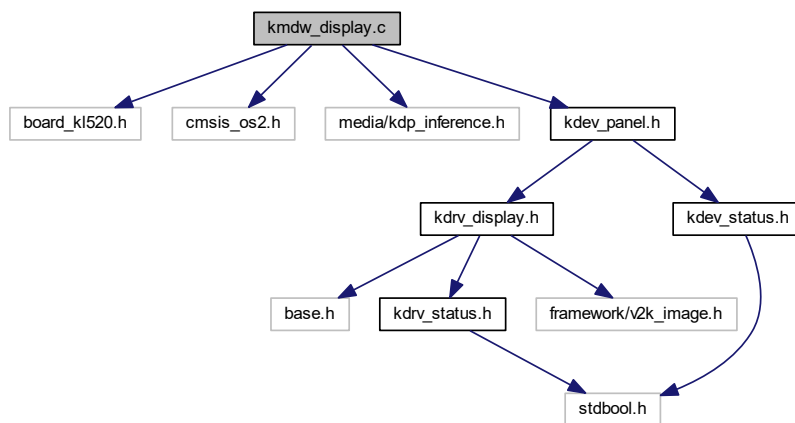 kmdw_display.c
board_kl520.h
cmsis_os2.h
media/kdp_inference.h
kdev_panel.h
kdrv_display.h
kdev_status.h
base.h
kdrv_status.h
framework/v2k_image.h
stdbool.h